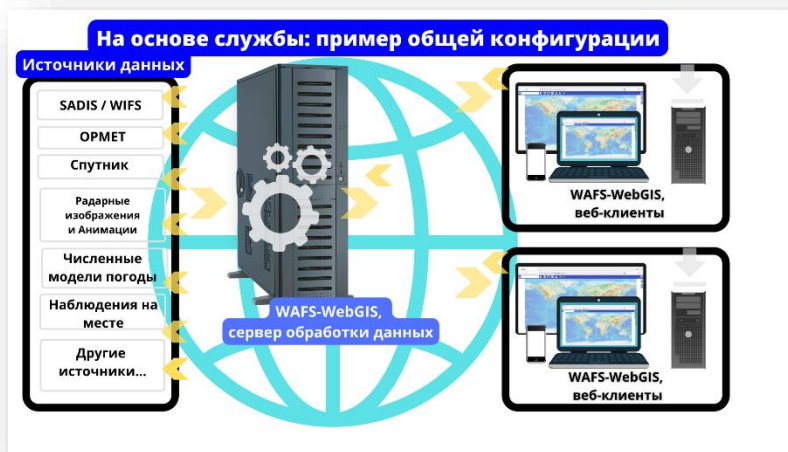 На основе службы: пример общей конфигурации
Источники данных
SADIS / WIFS
ОРМЕТ
Спутник
Радарные
изображения
и Анимации
Численные
модели погоды
Наблюдения на
месте
Другие
источники...
WAFS-WebGIS,
сервер обработки данных
WAFS-WebGIS,
веб-клиенты
WAFS-WebGIS,
веб-клиенты